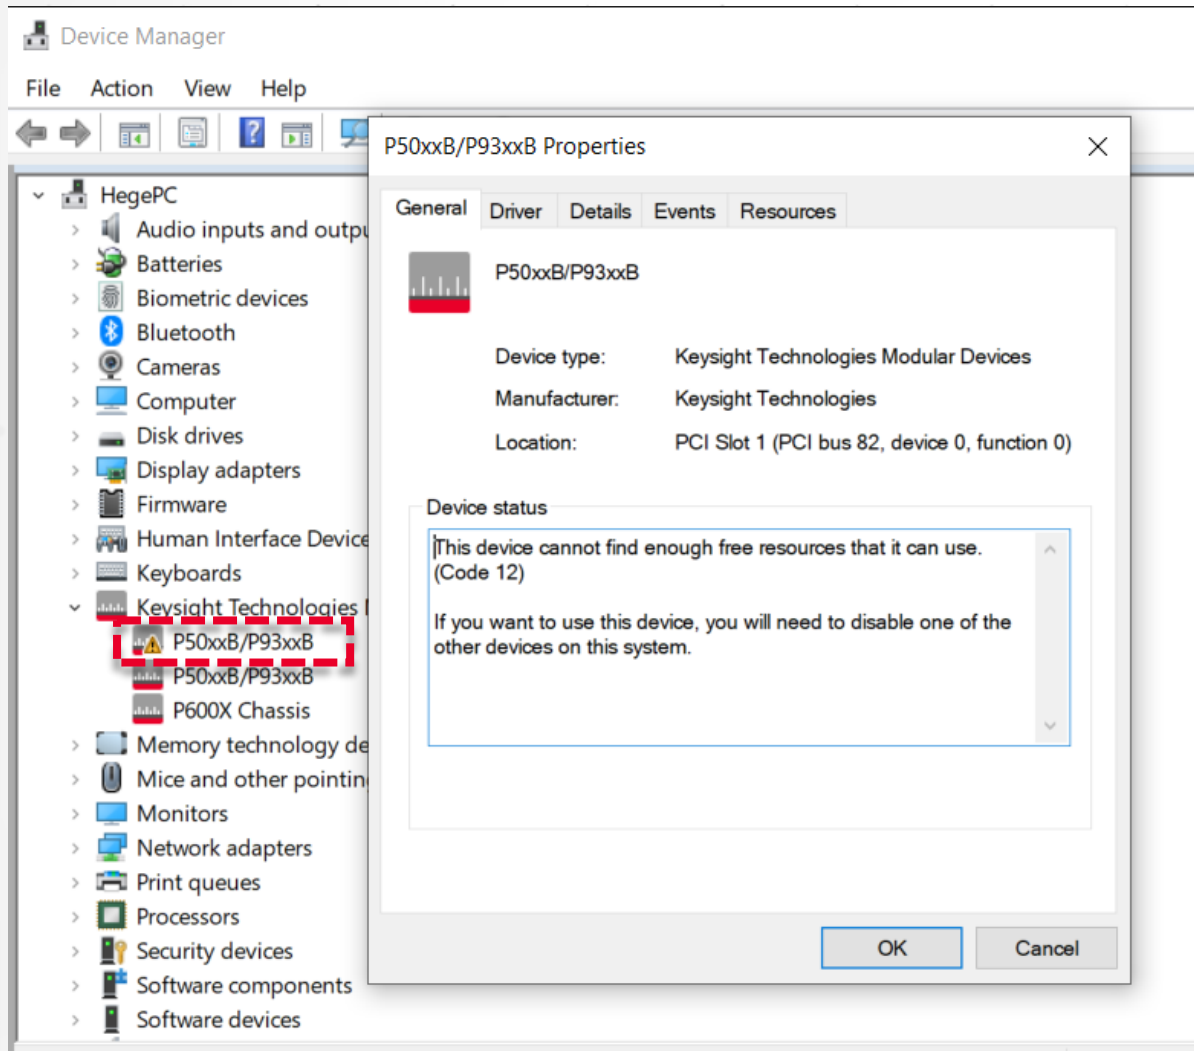 Device Manager
File Action View Help
HegePC
Audio inputs and outpu
Batteries
Biometric devices
Bluetooth
Cameras
Computer
Disk drives
Display adapters
Firmware
Human Interface Device
Keyboards
Keysight Technologies
P50xxB/P93xxB
P50xxB/P93xxB
P600X Chassis
Memory technology de
Mice and other pointin
Monitors
Network adapters
Print queues
Processors
Security devices
Software components
Software devices
P50xxB/P93xxB Properties
General Driver Details Events Resources
P50xxB/P93xxB
Device type: Keysight Technologies Modular Devices
Manufacturer: Keysight Technologies
Location: PCI Slot 1 (PCI bus 82, device 0, function 0)
Device status
This device cannot find enough free resources that it can use.
(Code 12)
If you want to use this device, you will need to disable one of the
other devices on this system.
OK Cancel